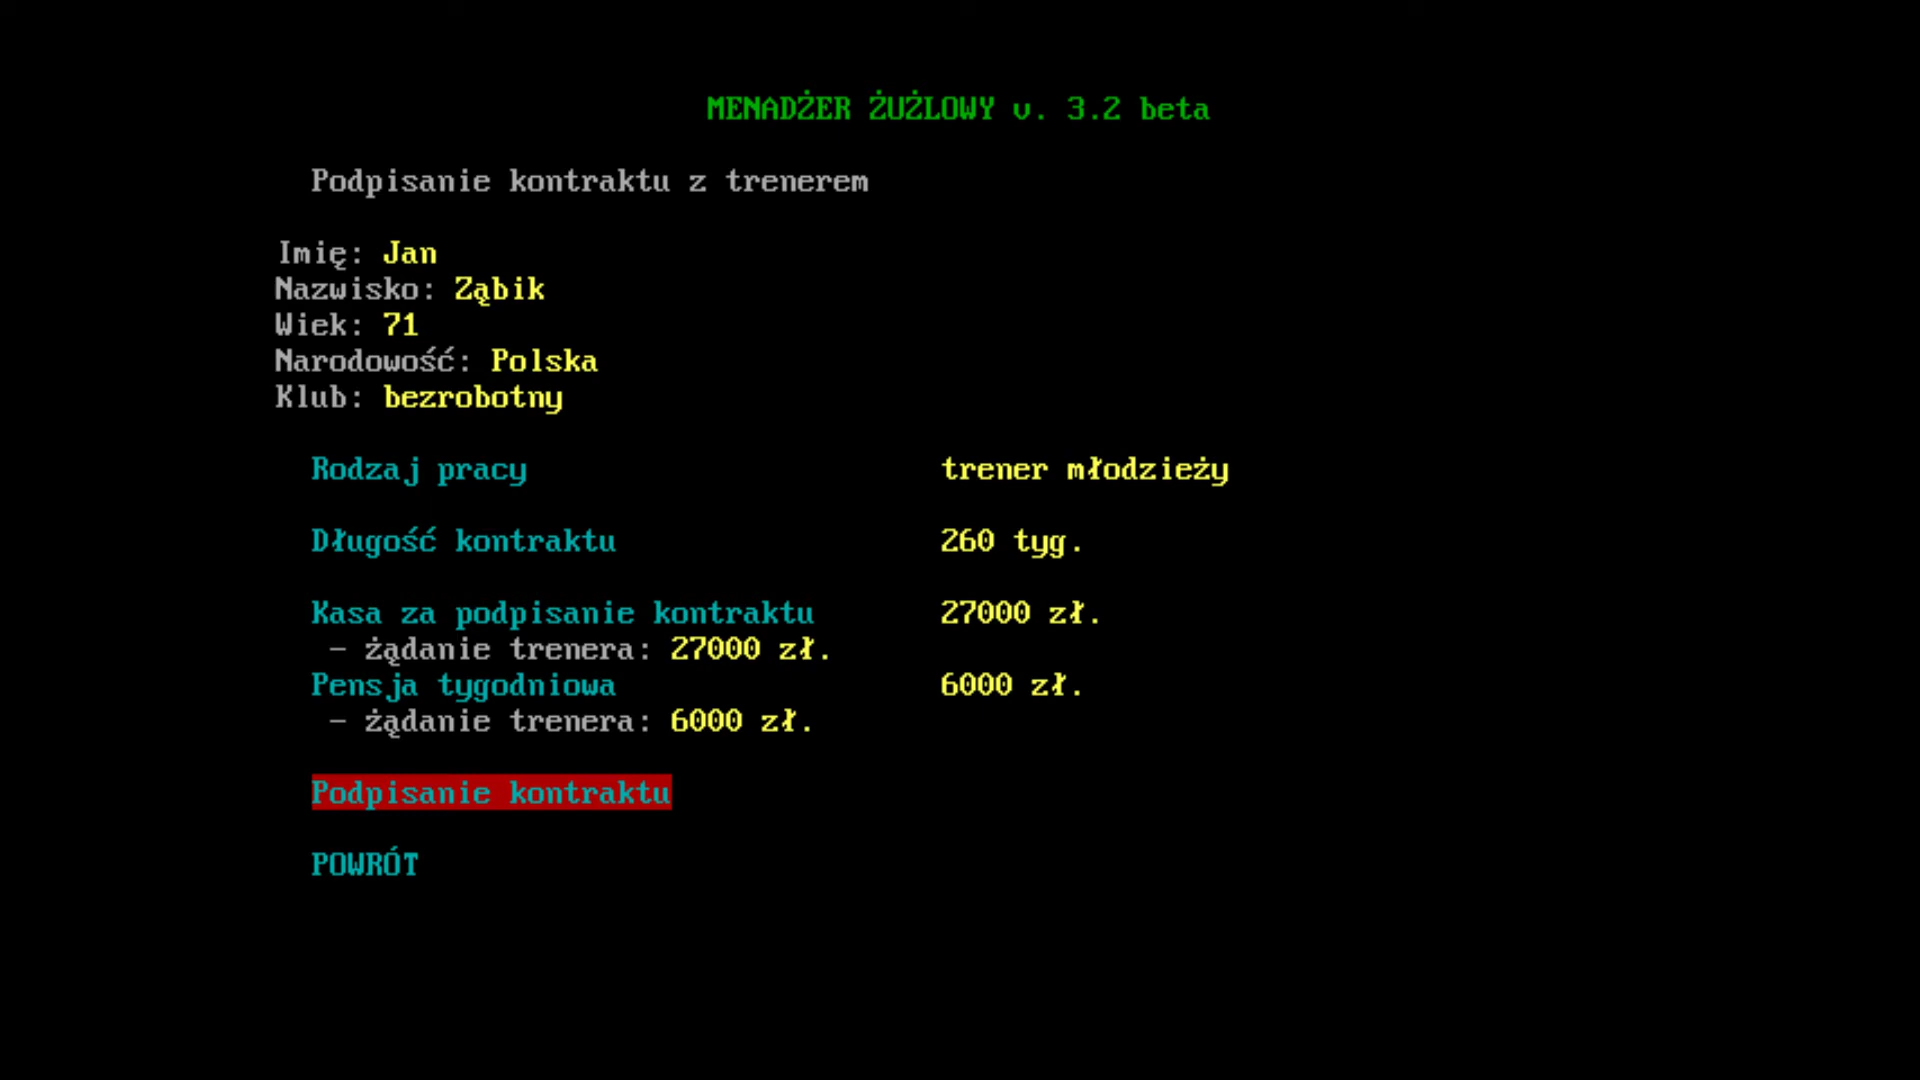 MENADŻER ŻUŻLOWY v. 3.2 beta
Podpisanie kontraktu z trenerem
Imię: Jan
Nazwisko: Ząbik
Wiek: 71
Narodowość: Polska
Klub: bezrobotny
Rodzaj pracy trener młodzieży
Długość kontraktu 260 tyg.
Kasa za podpisanie kontraktu 27000 zł.
- żądanie trenera: 27000 zł.
Pensja tygodniowa 6000 zł.
- żądanie trenera: 6000 zł.
Podpisanie kontraktu
POWRÓT